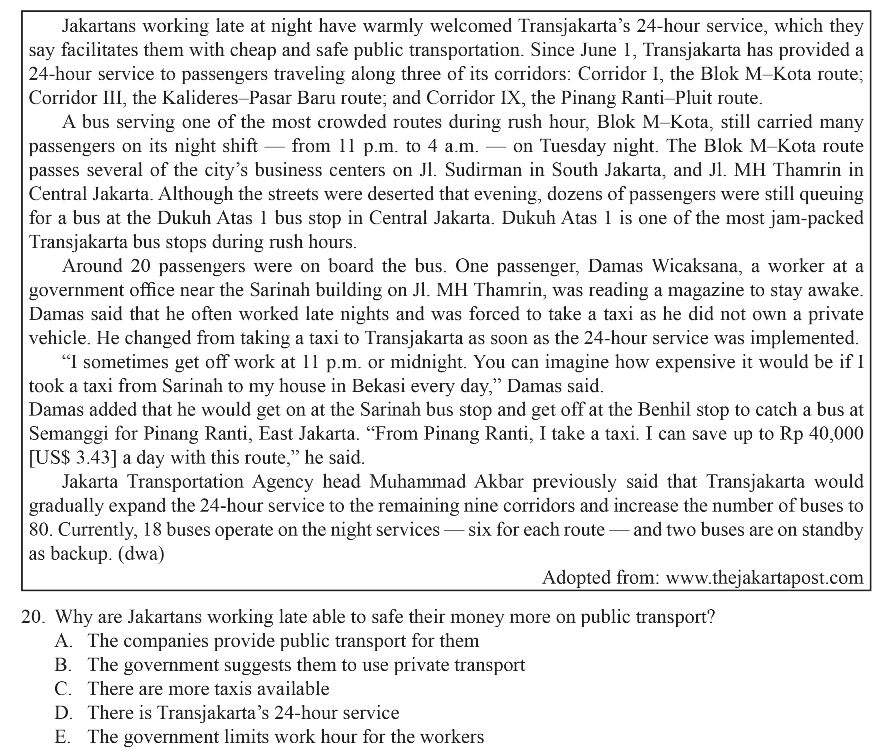 Jakartans working late at night have warmly welcomed Transjakarta’s 24-hour service, which they
say facilitates them with cheap and safe public transportation. Since June 1, Transjakarta has provided a
24-hour service to passengers traveling along three of its corridors: Corridor I, the Blok M–Kota route;
Corridor III, the Kalideres–Pasar Baru route; and Corridor IX, the Pinang Ranti–Pluit route.
A bus serving one of the most crowded routes during rush hour, Blok M–Kota, still carried many
passengers on its night shift — from 11 p.m. to 4 a.m. — on Tuesday night. The Blok M–Kota route
passes several of the city’s business centers on Jl. Sudirman in South Jakarta, and Jl. MH Thamrin in
Central Jakarta. Although the streets were deserted that evening, dozens of passengers were still queuing
for a bus at the Dukuh Atas 1 bus stop in Central Jakarta. Dukuh Atas 1 is one of the most jam-packed
Transjakarta bus stops during rush hours.
Around 20 passengers were on board the bus. One passenger, Damas Wicaksana, a worker at a
government office near the Sarinah building on Jl. MH Thamrin, was reading a magazine to stay awake.
Damas said that he often worked late nights and was forced to take a taxi as he did not own a private
vehicle. He changed from taking a taxi to Transjakarta as soon as the 24-hour service was implemented.
“I sometimes get off work at 11 p.m. or midnight. You can imagine how expensive it would be if I
took a taxi from Sarinah to my house in Bekasi every day,” Damas said.
Damas added that he would get on at the Sarinah bus stop and get off at the Benhil stop to catch a bus at
Semanggi for Pinang Ranti, East Jakarta. “From Pinang Ranti, I take a taxi. I can save up to Rp 40,000
[US$ 3.43] a day with this route,” he said.
Jakarta Transportation Agency head Muhammad Akbar previously said that Transjakarta would
gradually expand the 24-hour service to the remaining nine corridors and increase the number of buses to
80. Currently, 18 buses operate on the night services — six for each route — and two buses are on standby
as backup. (dwa)
Adopted from: www.thejakartapost.com
20. Why are Jakartans working late able to safe their money more on public transport?
A. The companies provide public transport for them
B. The government suggests them to use private transport
C. There are more taxis available
D. There is Transjakarta’s 24-hour service
E. The government limits work hour for the workers